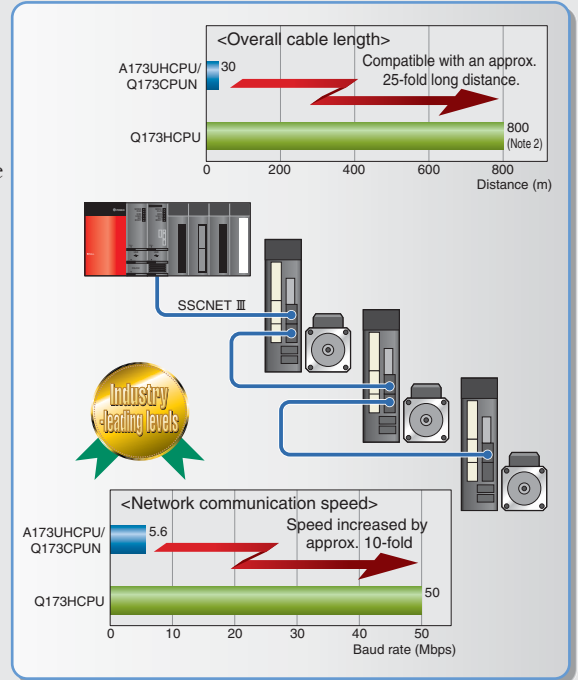 <Overall cable length>
A173UHCPU/
Q173CPUN
30
Compatible with an approx.
25-fold long distance.
Q173HCPU
800
(Note 2)
0 200 400 600 800
Distance (m)
SSCNET Ⅲ
Industry
-leading levels
<Network communication speed>
A173UHCPU/
Q173CPUN
5.6
Speed increased by
approx. 10-fold
Q173HCPU
50
0 10 20 30 40 50
Baud rate (Mbps)
e